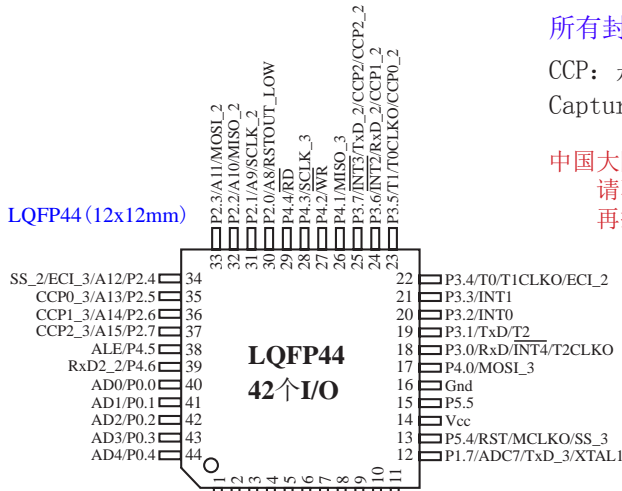 所有封
CCP：
Captur
中国大
请
再
LQFP44(12x12mm)
P2.3/A11/MOSI_2
P2.2/A10/MISO_2
P2.1/A9/SCLK_2
P2.0/A8/RSTOUT_LOW
P4.4/RD
P4.3/SCLK_3
P4.2/WR
P4.1/MISO_3
P3.7/INT3/TxD_2/CCP2/CCP2_2
P3.6/INT2/RxD_2/CCP1_2
P3.5/T1/T0CLKO/CCP0_2
33 32 31 30 29 28 27 26 25 24 23
SS_2/ECI_3/A12/P2.4 34
CCP0_3/A13/P2.5 35
CCP1_3/A14/P2.6 36
CCP2_3/A15/P2.7 37
ALE/P4.5 38
RxD2_2/P4.6 39
AD0/P0.0 40
AD1/P0.1 41
AD2/P0.2 42
AD3/P0.3 43
AD4/P0.4 44
LQFP44
42个I/O
22 P3.4/T0/T1CLKO/ECI_2
21 P3.3/INT1
20 P3.2/INT0
19 P3.1/TxD/T2
18 P3.0/RxD/INT4/T2CLKO
17 P4.0/MOSI_3
16 Gnd
15 P5.5
14 Vcc
13 P5.4/RST/MCLKO/SS_3
12 P1.7/ADC7/TxD_3/XTAL1
1 2 3 4 5 6 7 8 9 10 11